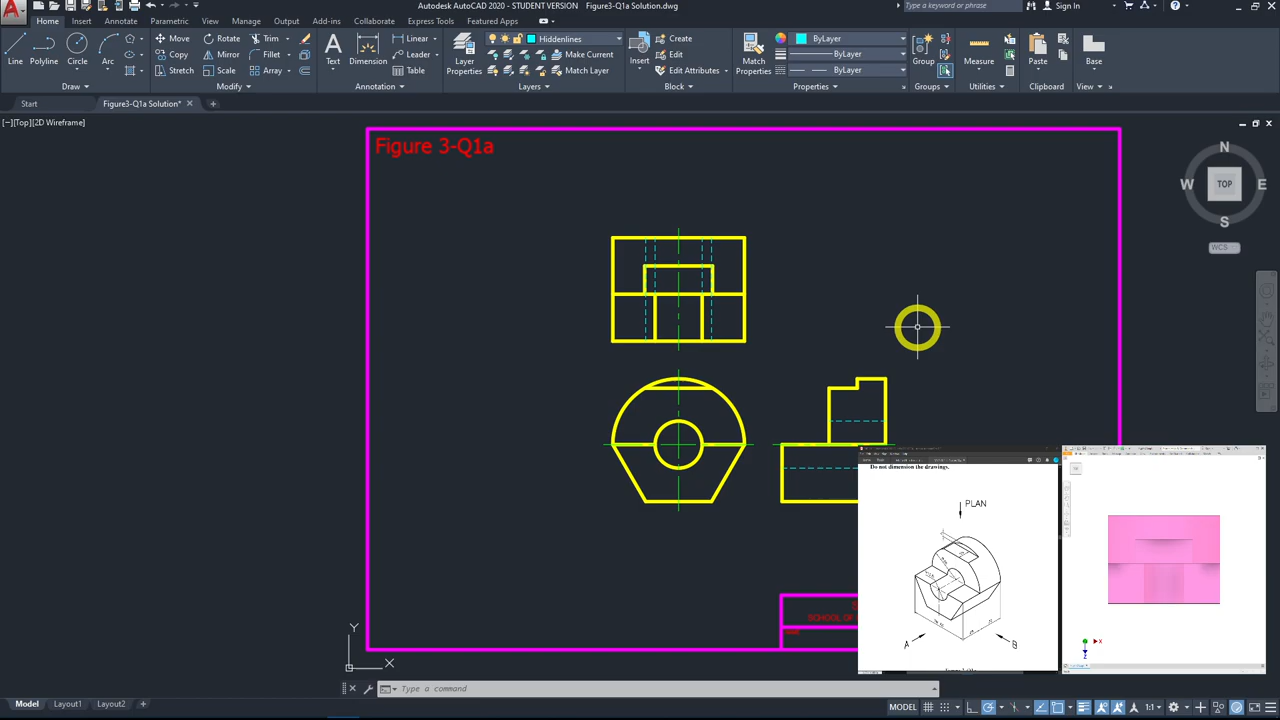 Autodesk AutoCAD 2020 - STUDENT VERSION Figure3-Q1a Solution.dwg
Type a keyword or phrase
Sign In
Home Insert Annotate Parametric View Manage Output Add-ins Collaborate Express Tools Featured Apps
Line Polyline Circle Arc
Move Rotate Trim
Copy Mirror Fillet
Stretch Scale Array
Text Dimension
Linear
Leader
Table
Layer Properties
Hiddenlines
Make Current
Match Layer
Insert
Create
Edit
Edit Attributes
Match Properties
ByLayer
ByLayer
ByLayer
Group
Measure
Paste
Base
Draw Modify Annotation Layers Block Properties Groups Utilities Clipboard View
Start Figure3-Q1a Solution*
[−][Top][2D Wireframe]
Figure 3-Q1a
N
W TOP E
S
WCS
Do not dimension the drawings.
PLAN
A B
SCHOOL OF
Y
X
X
Z
Type a command
Model Layout1 Layout2
MODEL
1:1